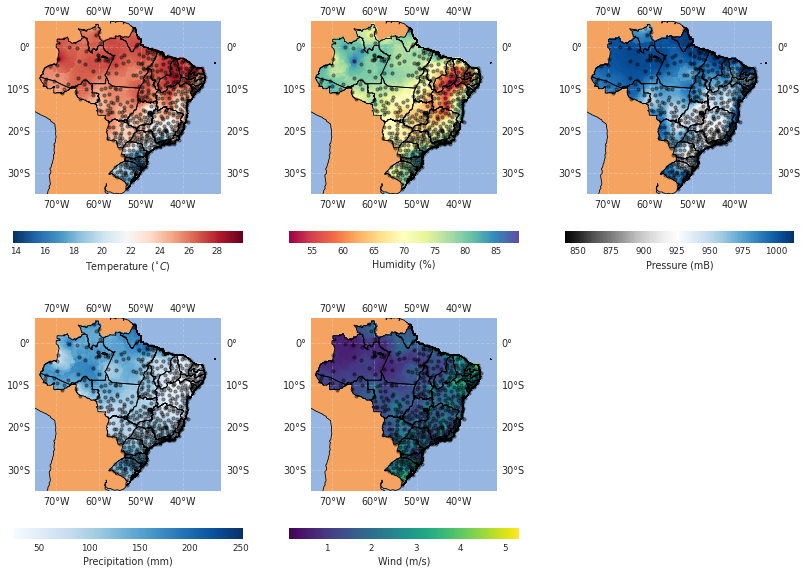 70°W 60°W 50°W 40°W
0° 0°
10°S 10°S
20°S 20°S
30°S 30°S
70°W 60°W 50°W 40°W
14 16 18 20 22 24 26 28
Temperature (°C)
70°W 60°W 50°W 40°W
0° 0°
10°S 10°S
20°S 20°S
30°S 30°S
70°W 60°W 50°W 40°W
55 60 65 70 75 80 85
Humidity (%)
70°W 60°W 50°W 40°W
0° 0°
10°S 10°S
20°S 20°S
30°S 30°S
70°W 60°W 50°W 40°W
850 875 900 925 950 975 1000
Pressure (mB)
70°W 60°W 50°W 40°W
0° 0°
10°S 10°S
20°S 20°S
30°S 30°S
70°W 60°W 50°W 40°W
50 100 150 200 250
Precipitation (mm)
70°W 60°W 50°W 40°W
0° 0°
10°S 10°S
20°S 20°S
30°S 30°S
70°W 60°W 50°W 40°W
1 2 3 4 5
Wind (m/s)